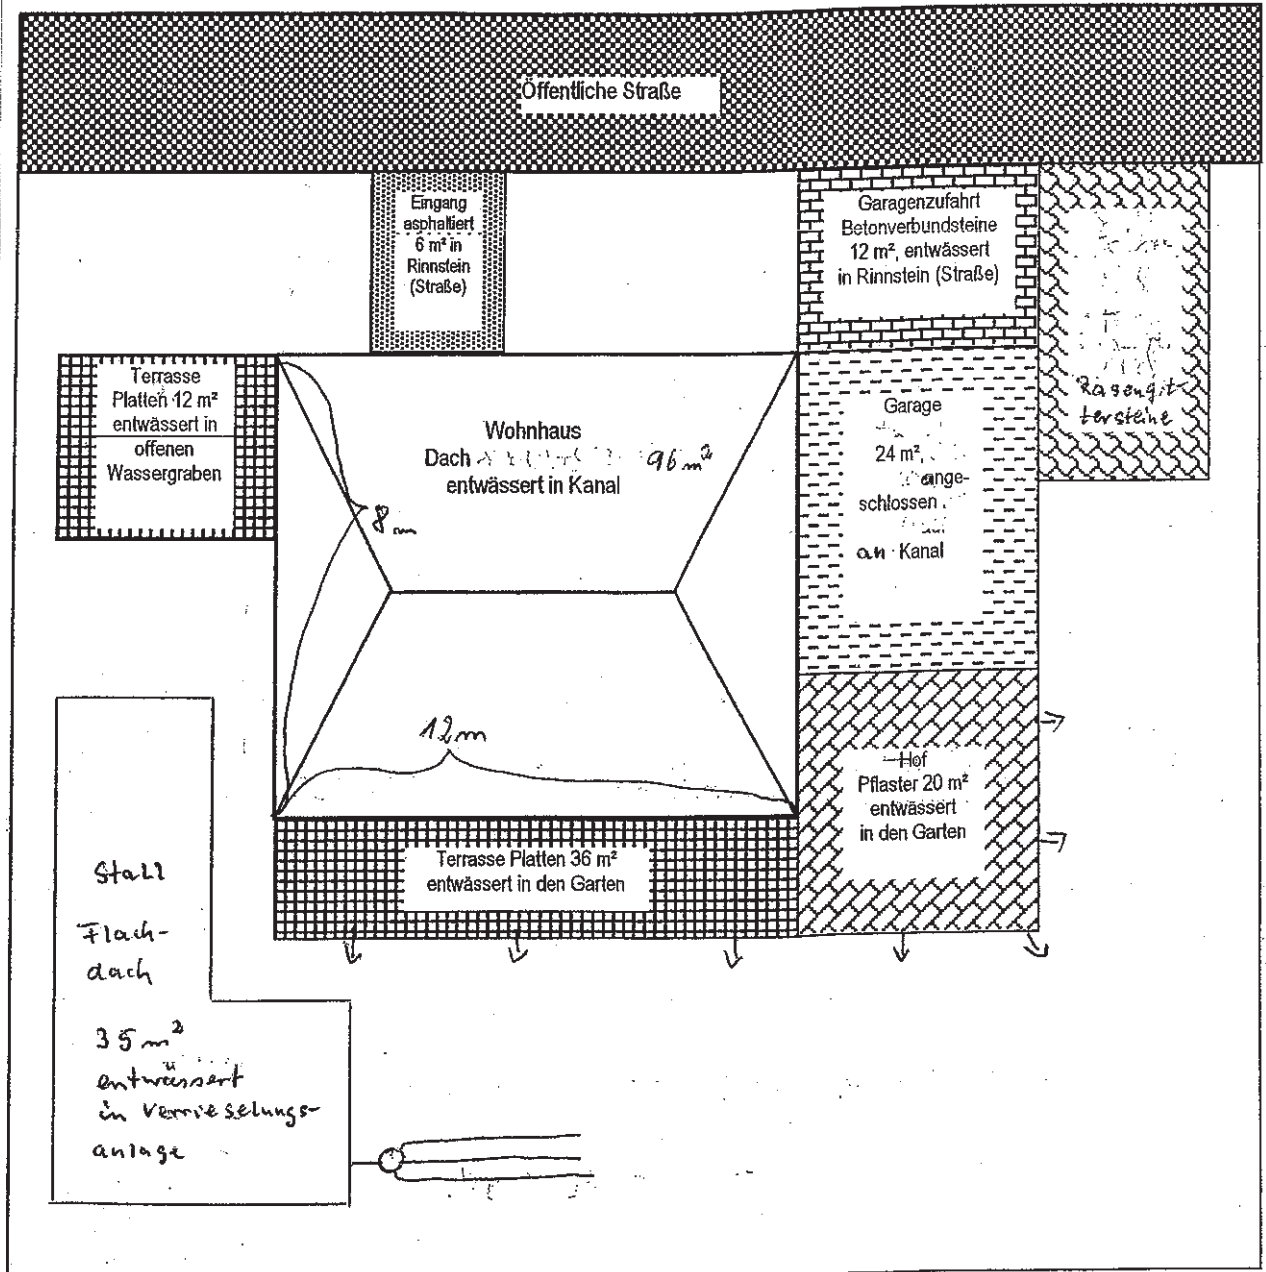 Öffentliche Straße
Eingang
asphaltiert
6 m² in
Rinnstein
(Straße)
Garagenzufahrt
Betonverbundsteine
12 m², entwässert
in Rinnstein (Straße)
Rasengit-
tersteine
Terrasse
Platten 12 m²
entwässert in
offenen
Wassergraben
Wohnhaus
Dach 96 m²
entwässert in Kanal
8 m
12 m
Garage
24 m²,
ange-
schlossen
an Kanal
Hof
Pflaster 20 m²
entwässert
in den Garten
Terrasse Platten 36 m²
entwässert in den Garten
Stall
Flach-
dach
35 m²
entwässert
in Verrieselungs-
anlage